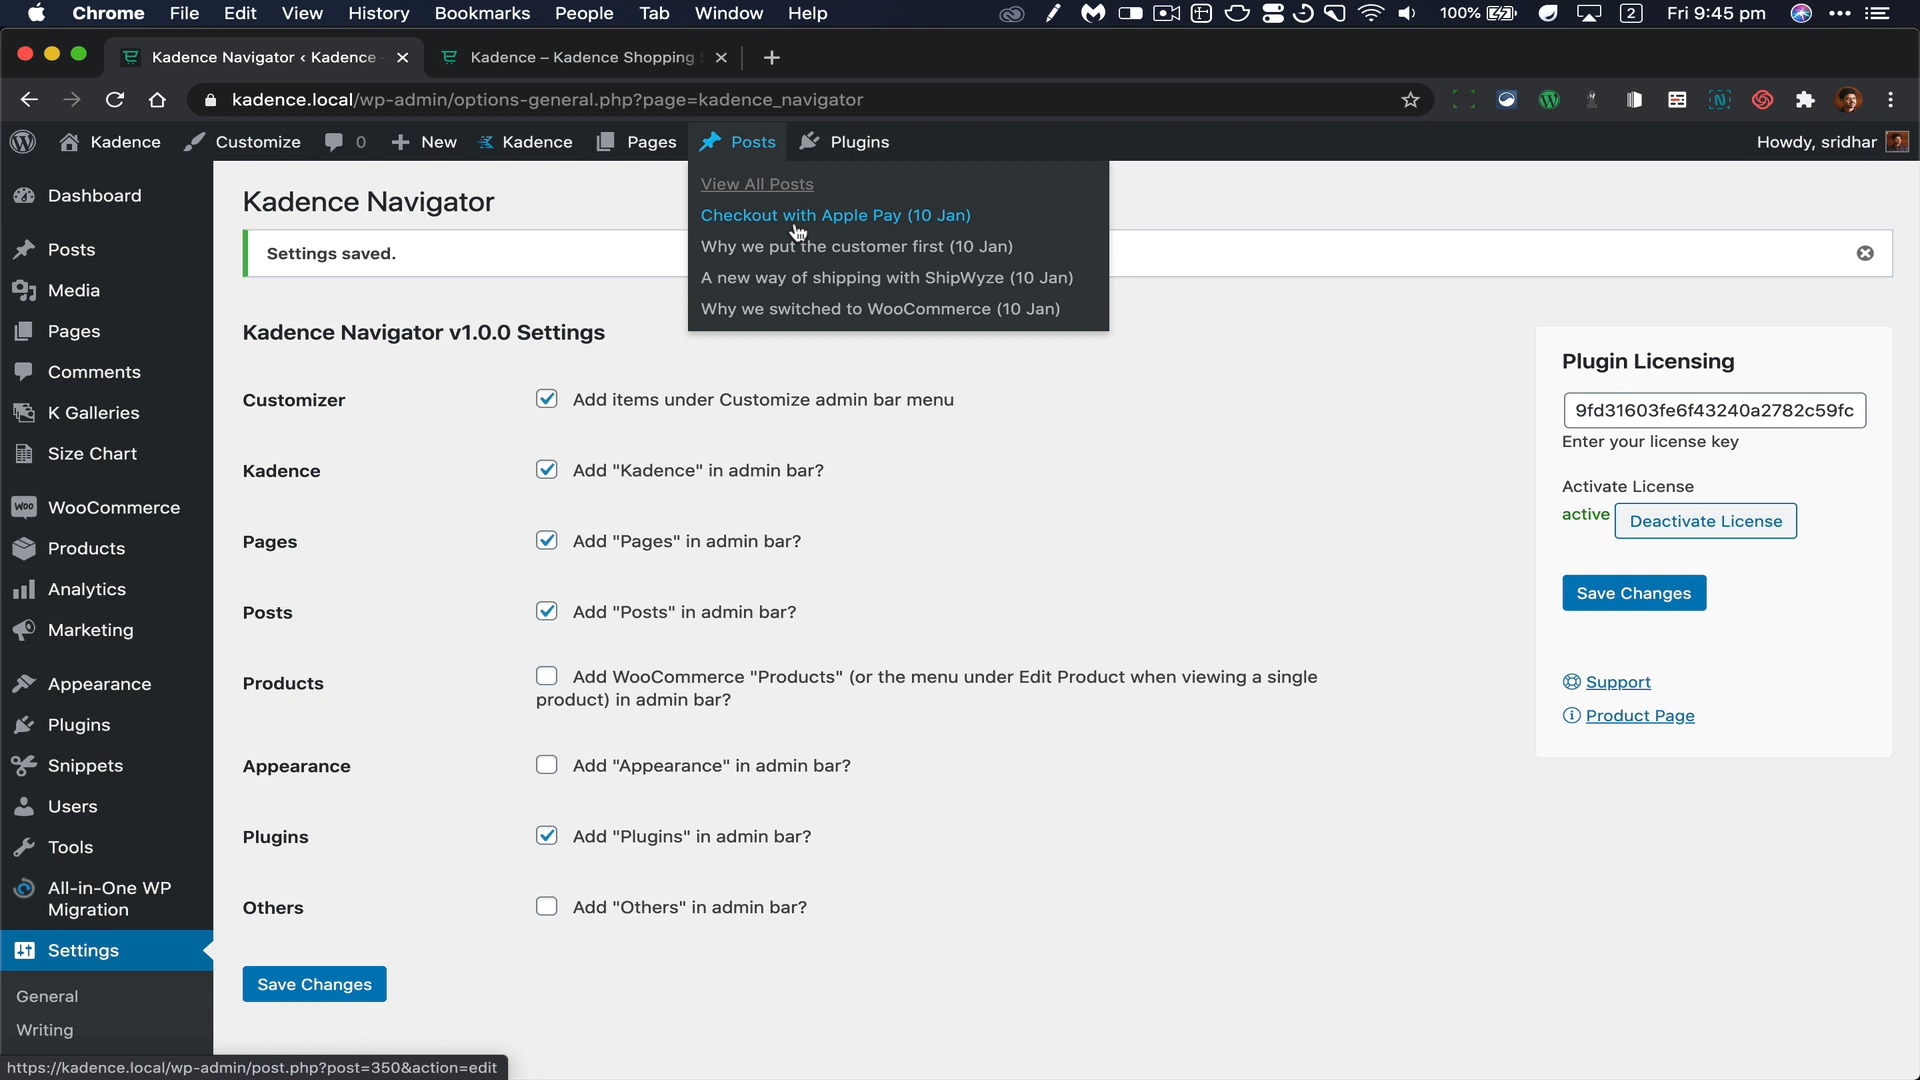 Chrome File Edit View History Bookmarks People Tab Window Help 100% 2 Fri 9:45 pm
Kadence Navigator ‹ Kadence Kadence – Kadence Shopping
kadence.local/wp-admin/options-general.php?page=kadence_navigator
Kadence Customize 0 New Kadence Pages Posts Plugins Howdy, sridhar
Dashboard
Posts
Media
Pages
Comments
K Galleries
Size Chart
WooCommerce
Products
Analytics
Marketing
Appearance
Plugins
Snippets
Users
Tools
All-in-One WP
Migration
Settings
General
Writing
View All Posts
Checkout with Apple Pay (10 Jan)
Why we put the customer first (10 Jan)
A new way of shipping with ShipWyze (10 Jan)
Why we switched to WooCommerce (10 Jan)
Kadence Navigator
Settings saved.
Kadence Navigator v1.0.0 Settings
Customizer Add items under Customize admin bar menu
Kadence Add "Kadence" in admin bar?
Pages Add "Pages" in admin bar?
Posts Add "Posts" in admin bar?
Products Add WooCommerce "Products" (or the menu under Edit Product when viewing a single
product) in admin bar?
Appearance Add "Appearance" in admin bar?
Plugins Add "Plugins" in admin bar?
Others Add "Others" in admin bar?
Save Changes
Plugin Licensing
9fd31603fe6f43240a2782c59fc
Enter your license key
Activate License
active Deactivate License
Save Changes
Support
Product Page
https://kadence.local/wp-admin/post.php?post=350&action=edit